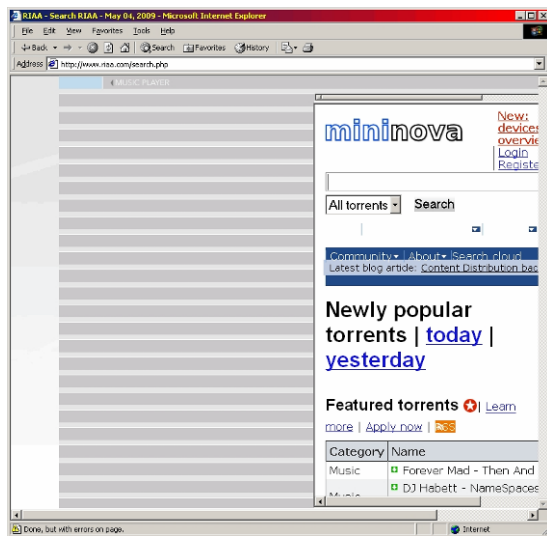 RIAA - Search RIAA - May 04, 2009 - Microsoft Internet Explorer
File Edit View Favorites Tools Help
Back Search Favorites History
Address http://www.riaa.com/search.php
MUSIC PLAYER
mininova
New:
devices
overvie
Login
Registe
All torrents Search
Community About Search cloud
Latest blog article: Content Distribution bac
Newly popular
torrents | today |
yesterday
Featured torrents | Learn
more | Apply now | RSS
Category Name
Music Forever Mad - Then And
Music DJ Habett - NameSpaces
Done, but with errors on page. Internet